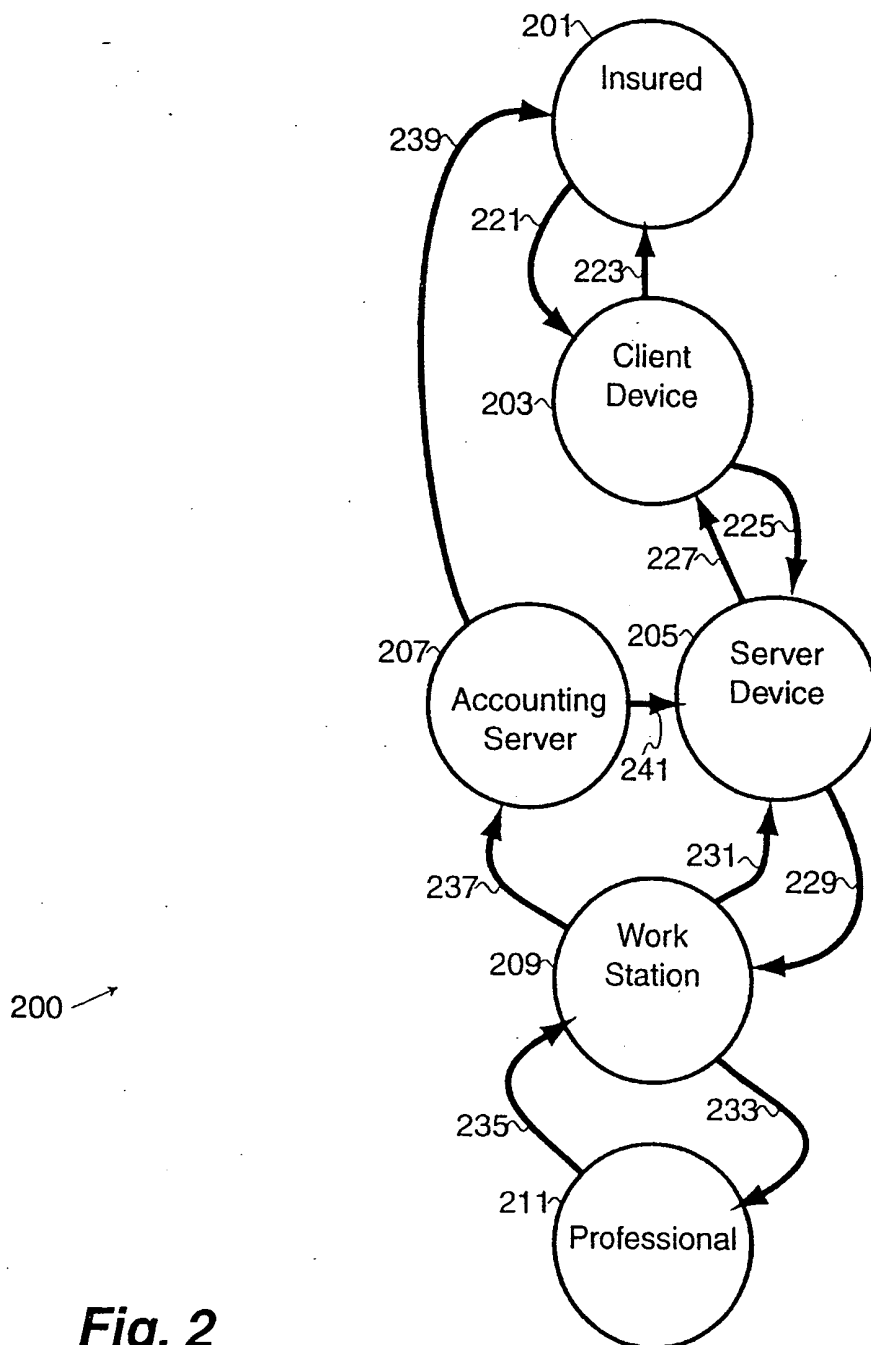 201
Insured
239
221
223
Client
Device
203
225
227
207
205
Server
Device
Accounting
Server
241
231
229
237
Work
Station
209
200
233
235
211
Professional
Fig. 2